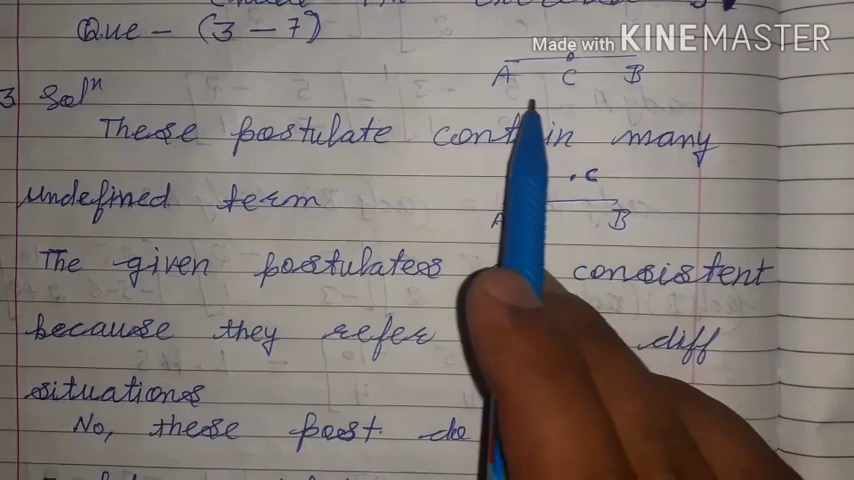 Que - (3 - 7)
Made with KINEMASTER
A C B
3 Solⁿ
These postulate contain many
.C
undefined term
A B
The given postulates consistent
because they refer diff
situations
No, these post. do